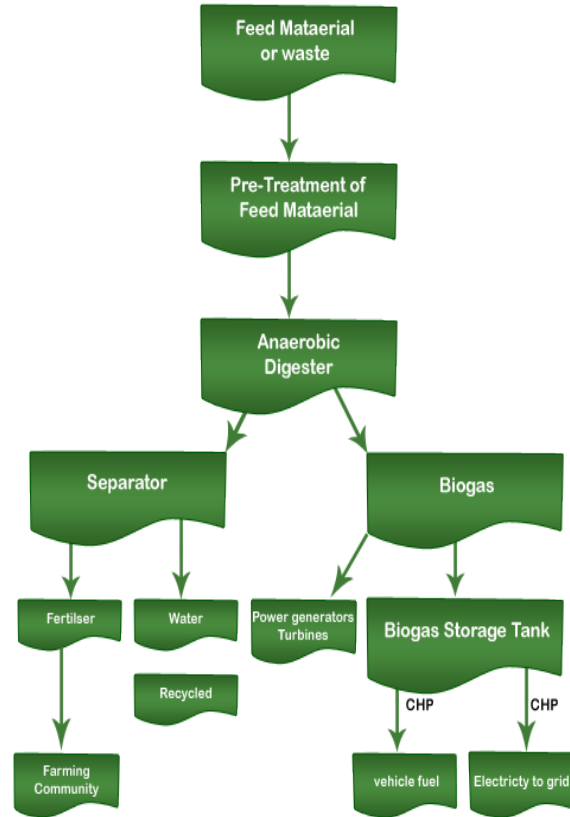 Feed Mataerial
or waste
Pre-Treatment of
Feed Mataerial
Anaerobic
Digester
Separator
Biogas
Fertilser
Water
Power generators
Turbines
Biogas Storage Tank
Recycled
CHP
CHP
Farming
Community
vehicle fuel
Electricty to grid